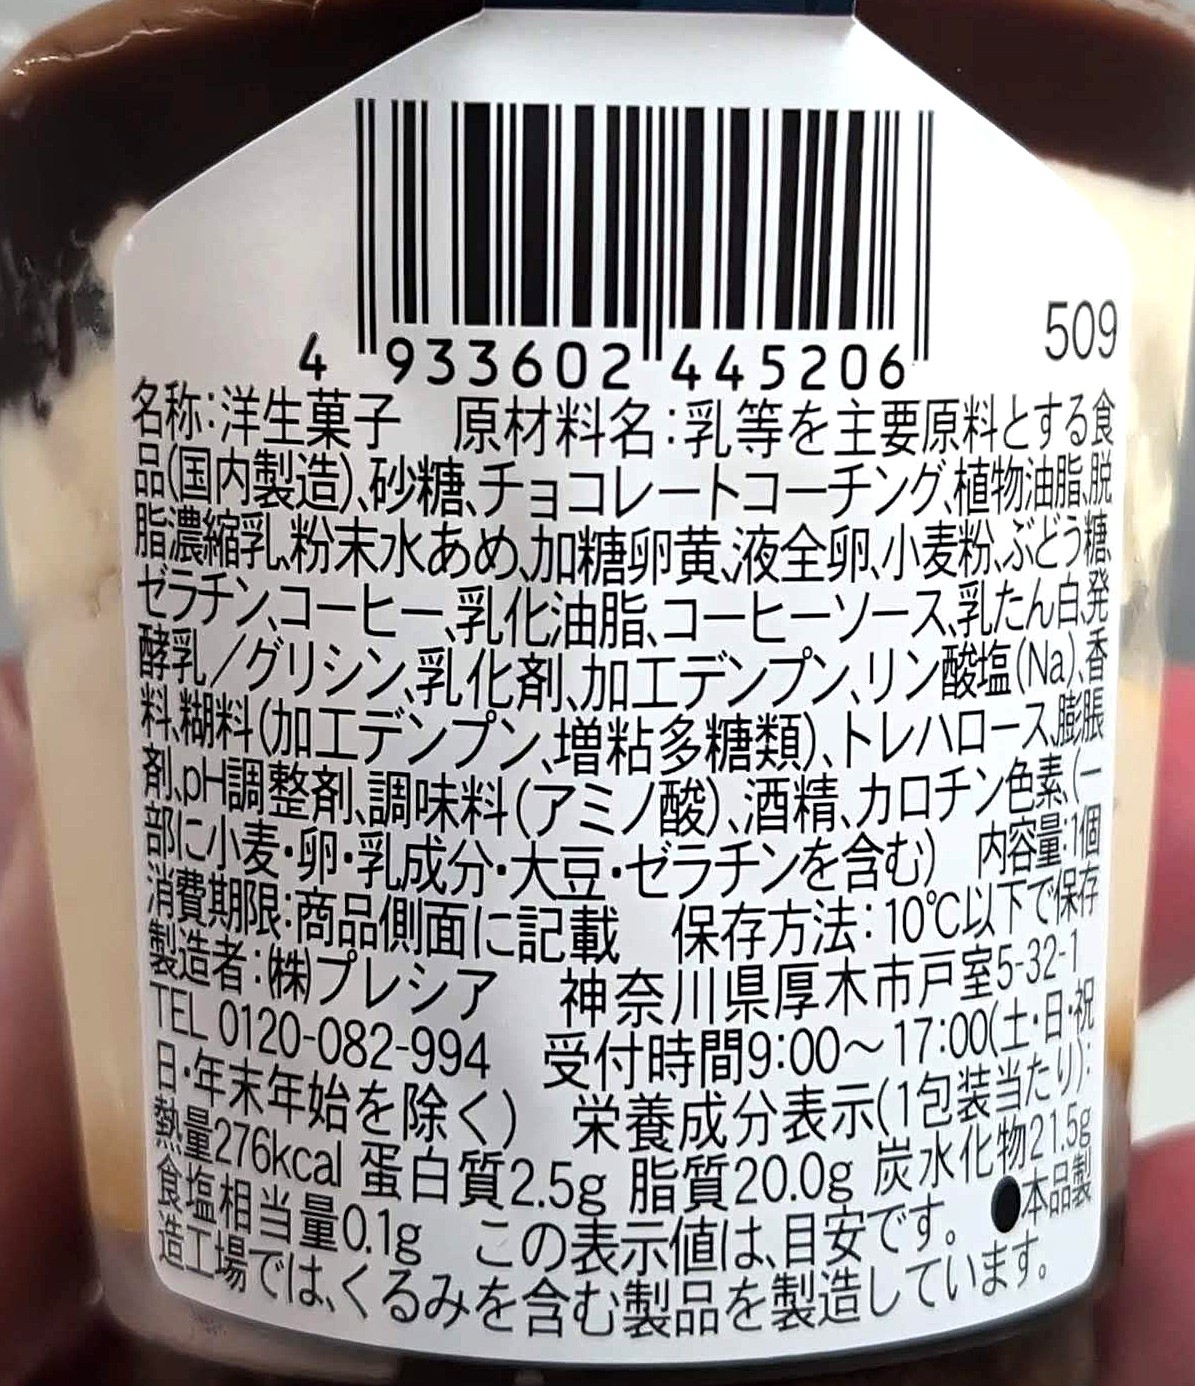 509
4 933602 445206
名称:洋生菓子 原材料名:乳等を主要原料とする食
品(国内製造)、砂糖、チョコレートコーチング、植物油脂、脱
脂濃縮乳、粉末水あめ、加糖卵黄、液全卵、小麦粉、ぶどう糖、
ゼラチン、コーヒー、乳化油脂、コーヒーソース、乳たん白、発
酵乳/グリシン、乳化剤、加工デンプン、リン酸塩(Na)、香
料、糊料(加工デンプン、増粘多糖類)、トレハロース、膨脹
剤、pH調整剤、調味料(アミノ酸)、酒精、カロチン色素、(一
部に小麦・卵・乳成分・大豆・ゼラチンを含む) 内容量:1個
消費期限:商品側面に記載 保存方法:10℃以下で保存
製造者:(株)プレシア 神奈川県厚木市戸室5-32-1
TEL 0120-082-994 受付時間9:00～17:00(土・日・祝
日・年末年始を除く) 栄養成分表示(1包装当たり):
熱量276kcal 蛋白質2.5g 脂質20.0g 炭水化物21.5g
食塩相当量0.1g この表示値は、目安です。 ●本品製
造工場では、くるみを含む製品を製造しています。